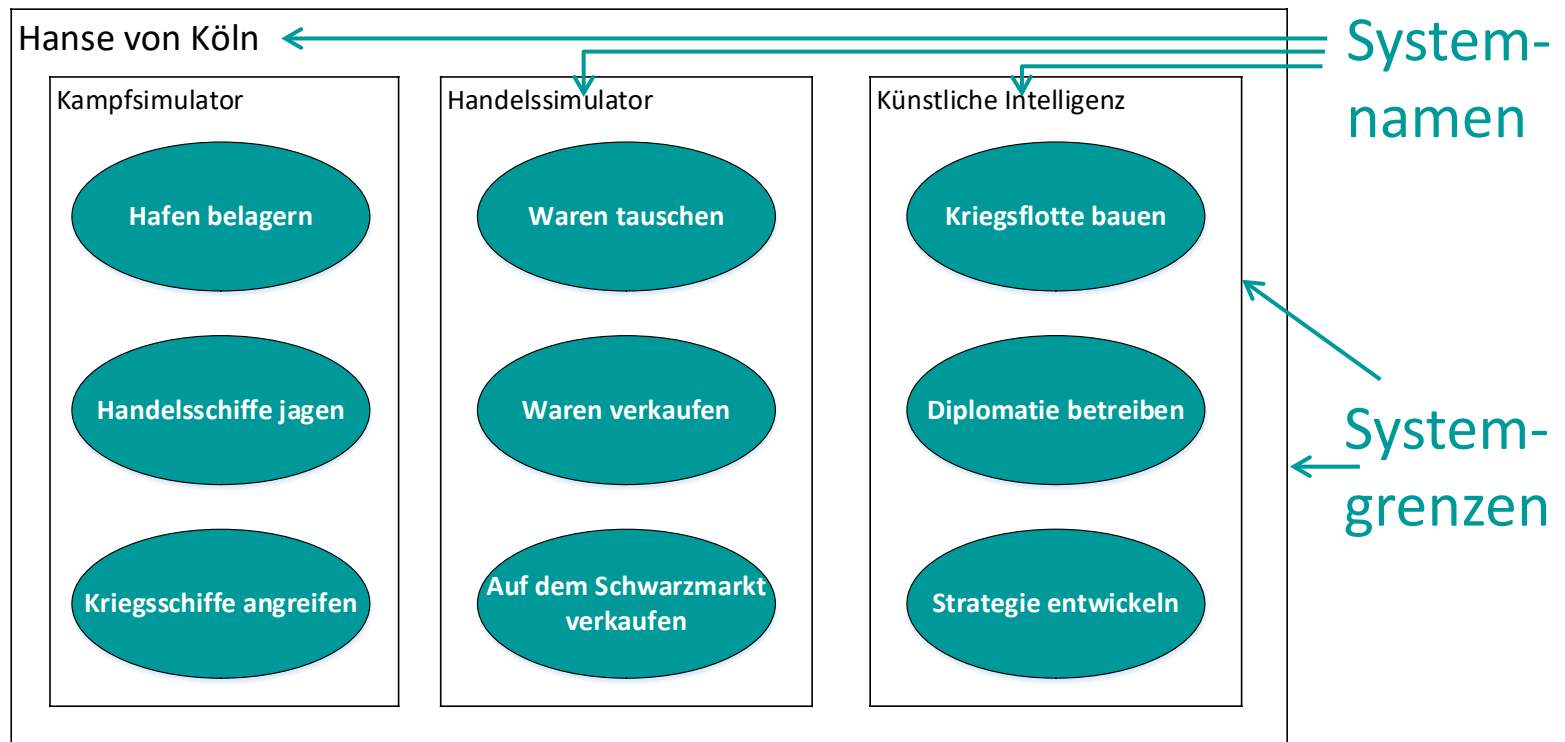 Hanse von Köln
System-
namen
Kampfsimulator
Handelssimulator
Künstliche Intelligenz
Hafen belagern
Waren tauschen
Kriegsflotte bauen
Handelsschiffe jagen
Waren verkaufen
Diplomatie betreiben
System-
grenzen
Kriegsschiffe angreifen
Auf dem Schwarzmarkt
verkaufen
Strategie entwickeln